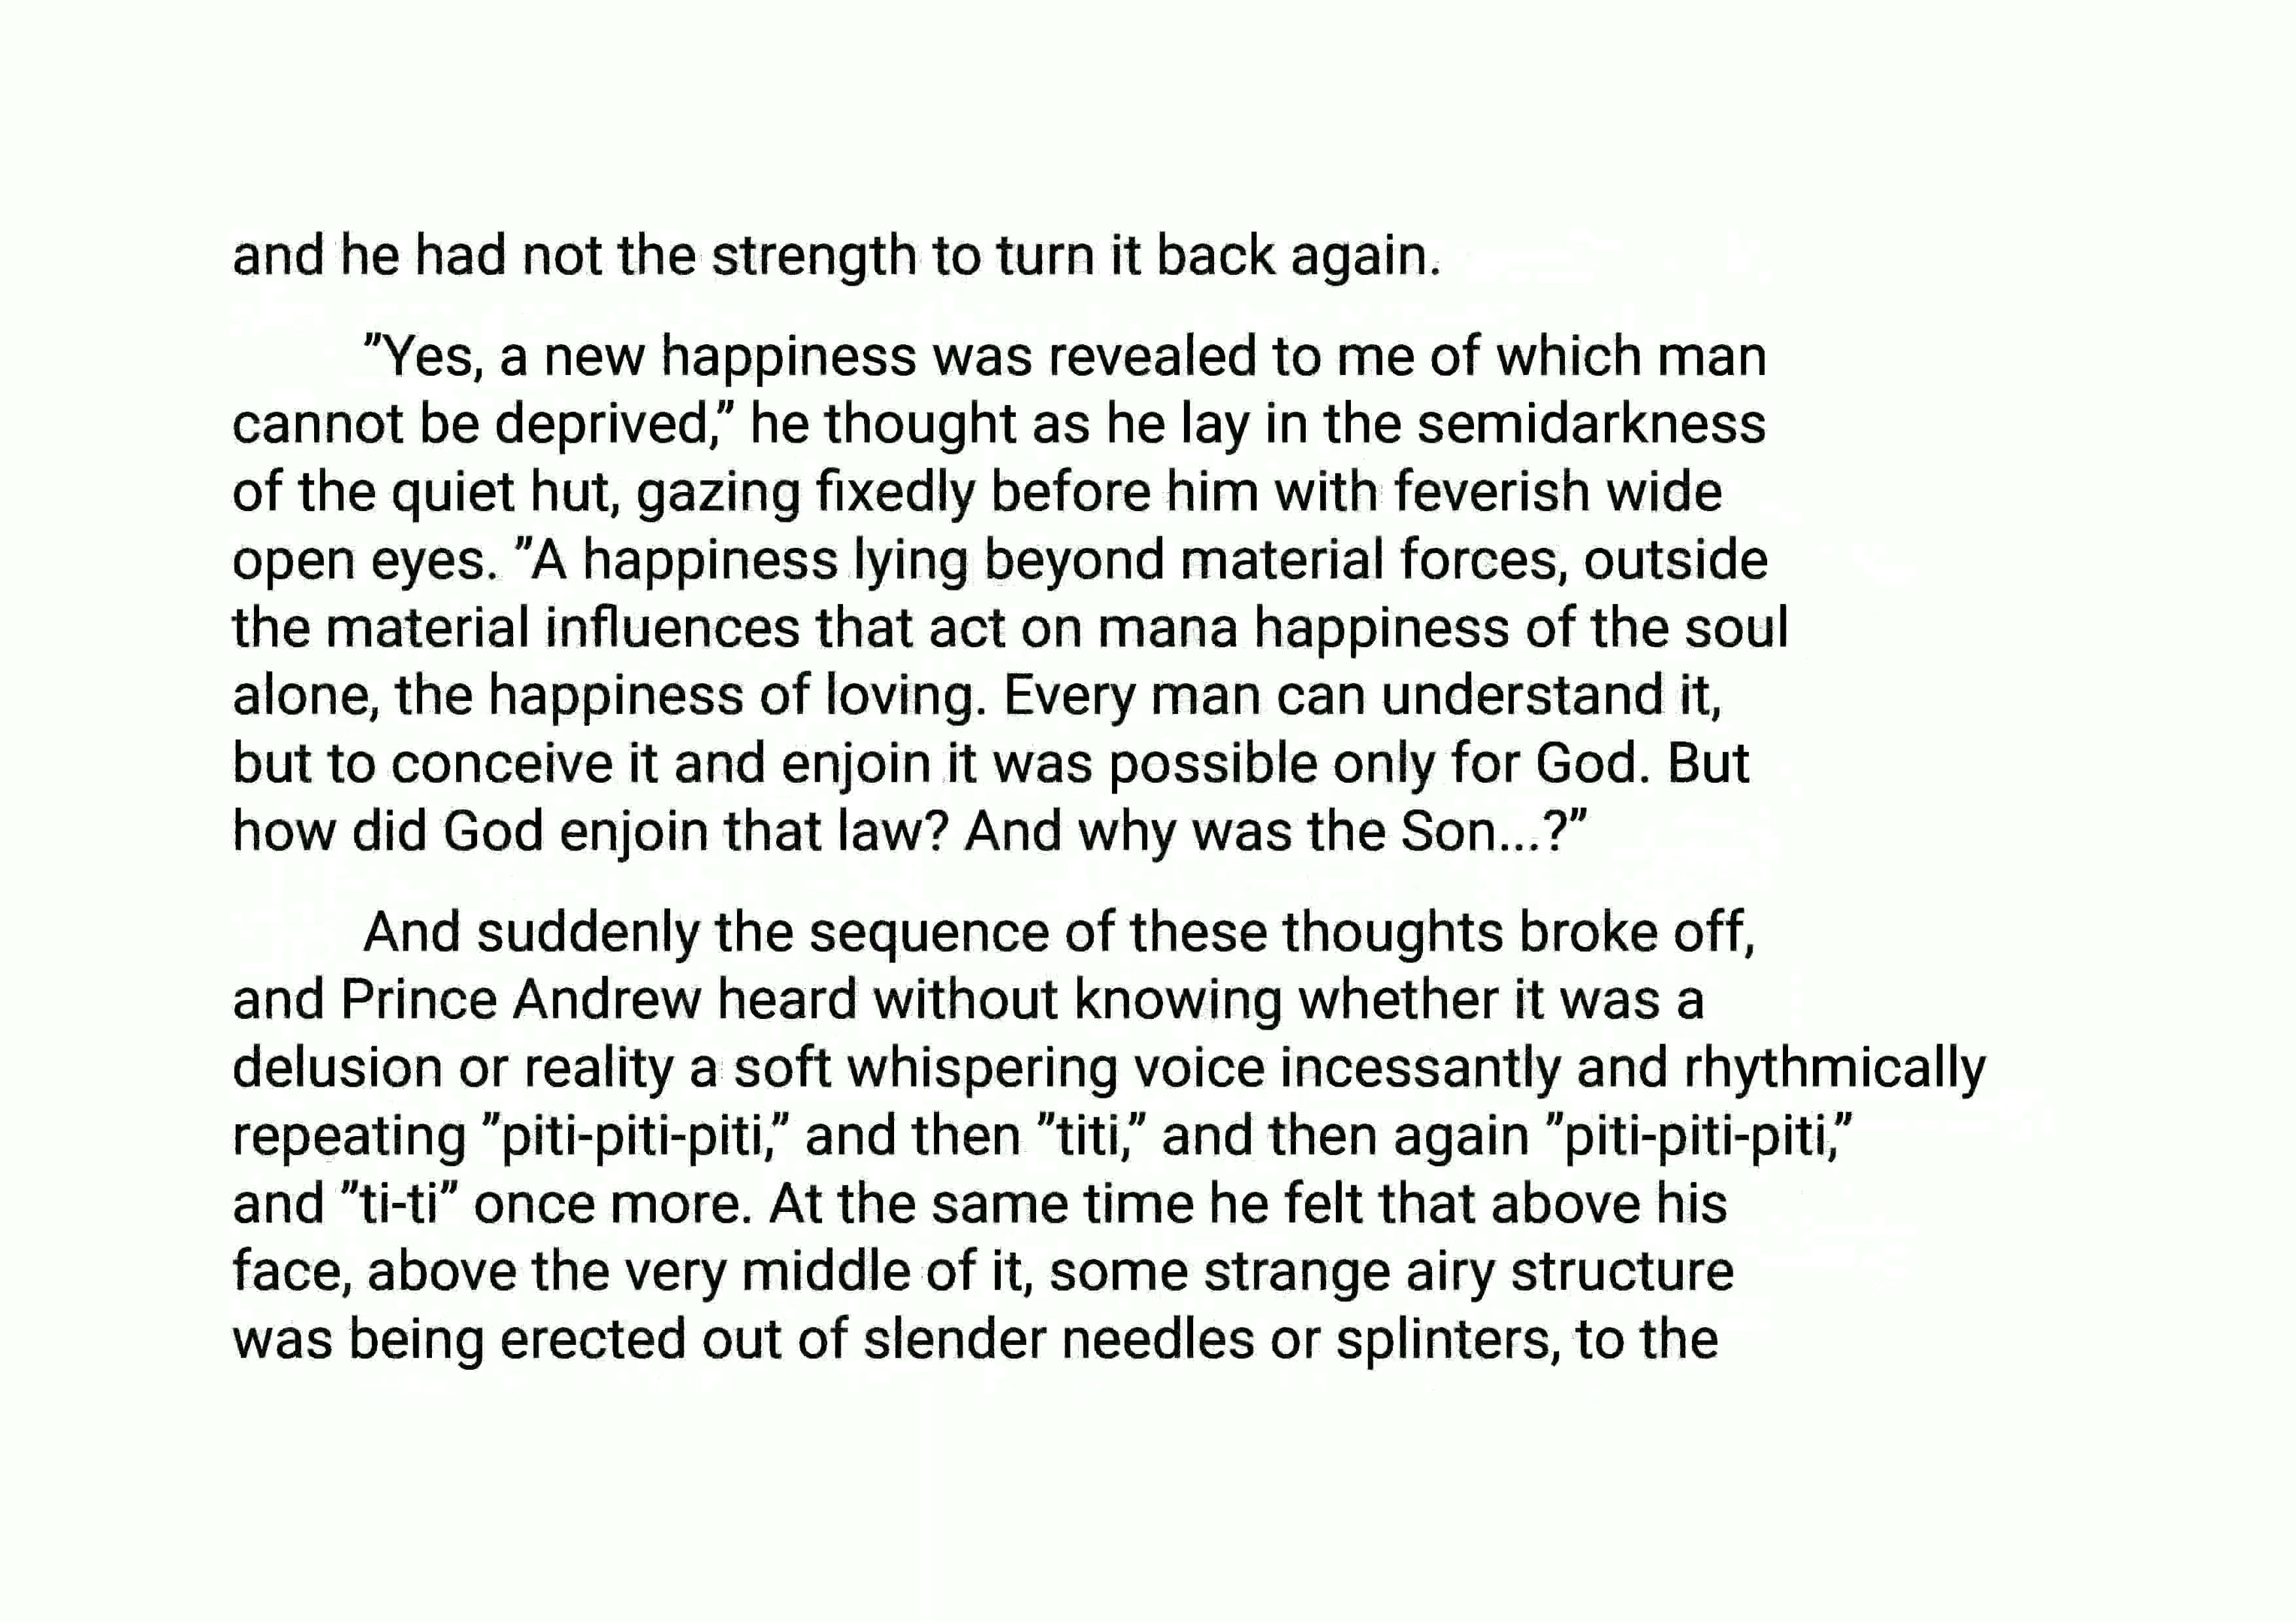 and he had not the strength to turn it back again.
”Yes, a new happiness was revealed to me of which man
cannot be deprived,” he thought as he lay in the semidarkness
of the quiet hut, gazing fixedly before him with feverish wide
open eyes. ”A happiness lying beyond material forces, outside
the material influences that act on mana happiness of the soul
alone, the happiness of loving. Every man can understand it,
but to conceive it and enjoin it was possible only for God. But
how did God enjoin that law? And why was the Son...?”
And suddenly the sequence of these thoughts broke off,
and Prince Andrew heard without knowing whether it was a
delusion or reality a soft whispering voice incessantly and rhythmically
repeating ”piti-piti-piti,” and then ”titi,” and then again ”piti-piti-piti,”
and ”ti-ti” once more. At the same time he felt that above his
face, above the very middle of it, some strange airy structure
was being erected out of slender needles or splinters, to the